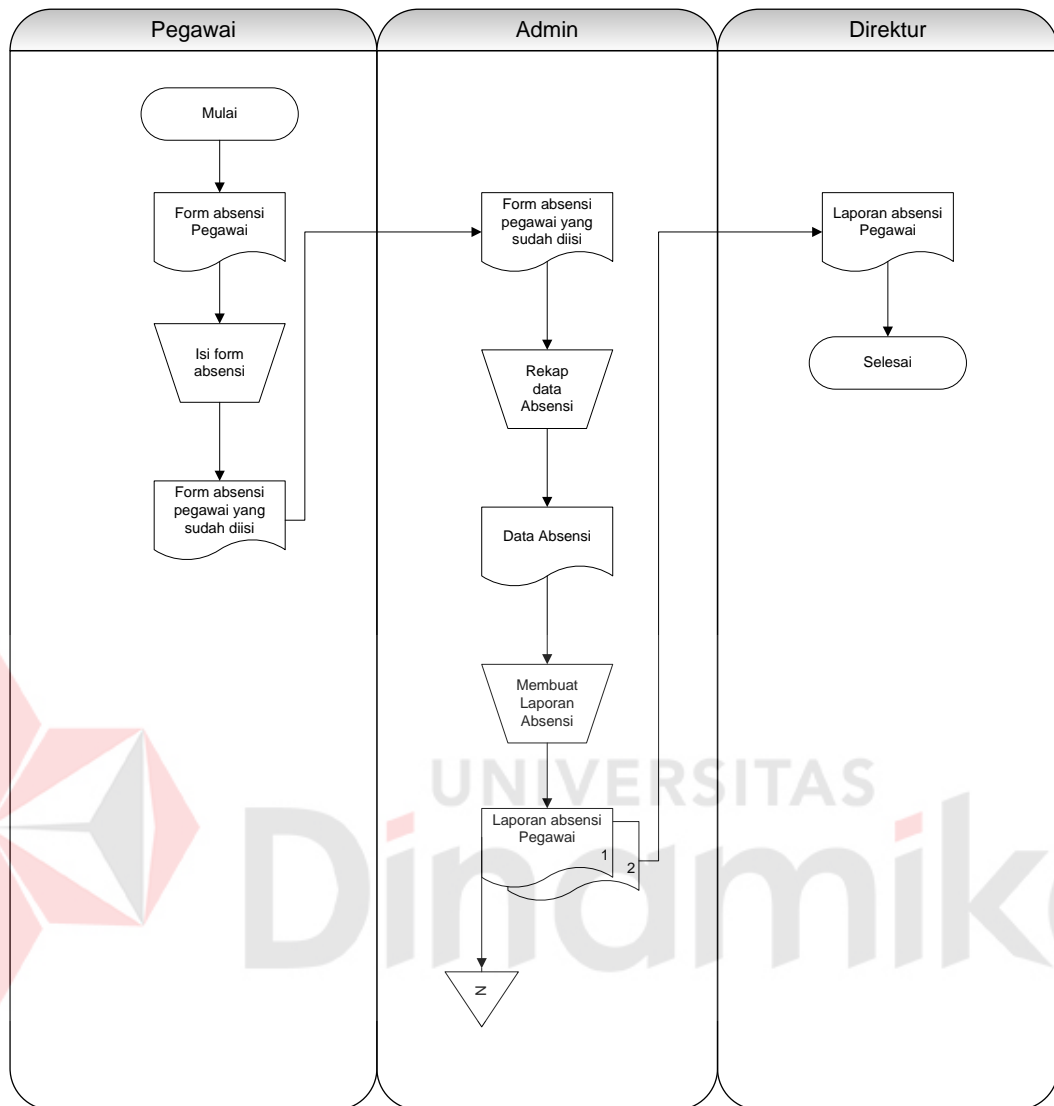 Pegawai
Admin
Direktur
Mulai
Form absensi
Pegawai
Isi form
absensi
Form absensi
pegawai yang
sudah diisi
Form absensi
pegawai yang
sudah diisi
Rekap
data
Absensi
Data Absensi
Membuat
Laporan
Absensi
Laporan absensi
Pegawai
1
2
N
Laporan absensi
Pegawai
Selesai
UNIVERSITAS
Dinamika